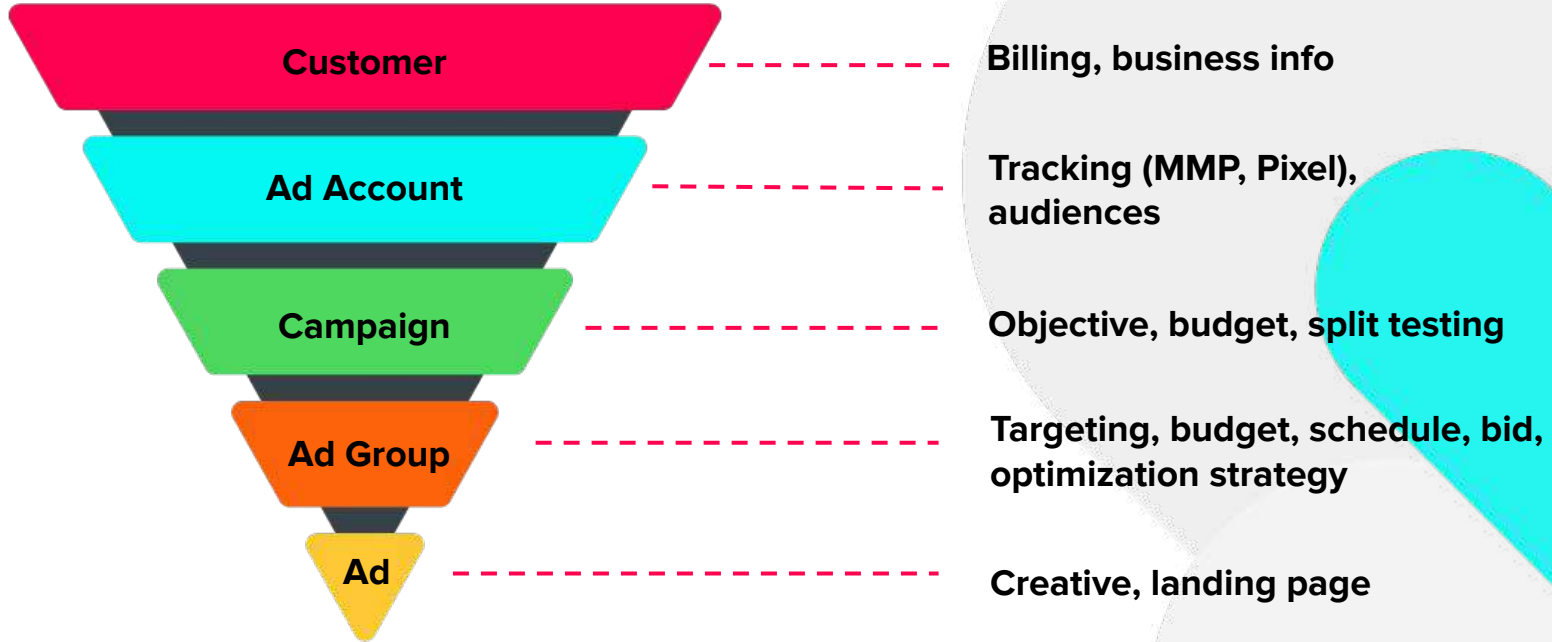 Customer
Billing, business info
Ad Account
Tracking (MMP, Pixel),
audiences
Campaign
Objective, budget, split testing
Ad Group
Targeting, budget, schedule, bid,
optimization strategy
Ad
Creative, landing page